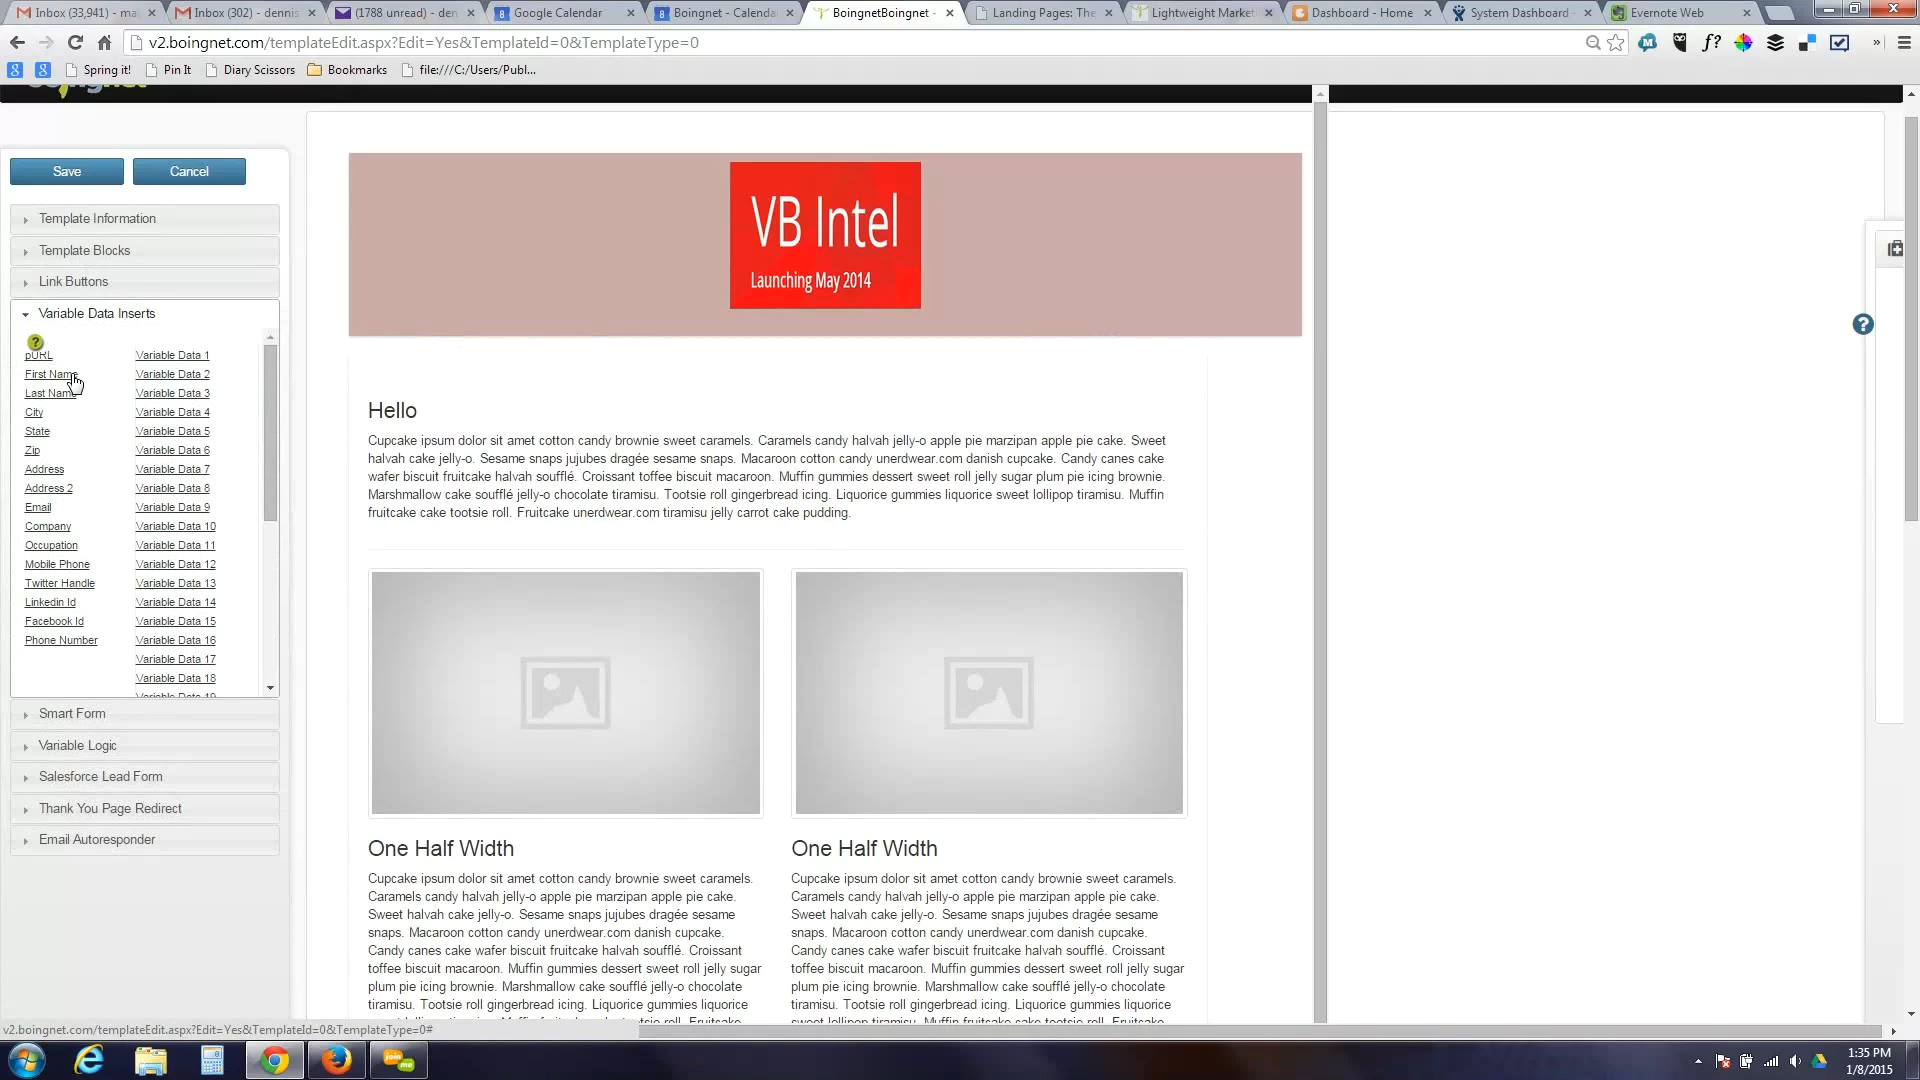 Inbox (33,941) - ma
Inbox (302) - dennis
(1788 unread) - den
Google Calendar
Boingnet - Calenda
BoingnetBoingnet -
Landing Pages: The
Lightweight Market
Dashboard - Home
System Dashboard -
Evernote Web
v2.boingnet.com/templateEdit.aspx?Edit=Yes&TemplateId=0&TemplateType=0
Spring it!
Pin It
Diary Scissors
Bookmarks
file:///C:/Users/Publ...
Save
Cancel
Template Information
Template Blocks
Link Buttons
Variable Data Inserts
pURL
First Name
Last Name
City
State
Zip
Address
Address 2
Email
Company
Occupation
Mobile Phone
Twitter Handle
Linkedin Id
Facebook Id
Phone Number
Variable Data 1
Variable Data 2
Variable Data 3
Variable Data 4
Variable Data 5
Variable Data 6
Variable Data 7
Variable Data 8
Variable Data 9
Variable Data 10
Variable Data 11
Variable Data 12
Variable Data 13
Variable Data 14
Variable Data 15
Variable Data 16
Variable Data 17
Variable Data 18
Variable Data 19
Smart Form
Variable Logic
Salesforce Lead Form
Thank You Page Redirect
Email Autoresponder
VB Intel
Launching May 2014
Hello
Cupcake ipsum dolor sit amet cotton candy brownie sweet caramels. Caramels candy halvah jelly-o apple pie marzipan apple pie cake. Sweet
halvah cake jelly-o. Sesame snaps jujubes dragée sesame snaps. Macaroon cotton candy unerdwear.com danish cupcake. Candy canes cake
wafer biscuit fruitcake halvah soufflé. Croissant toffee biscuit macaroon. Muffin gummies dessert sweet roll jelly sugar plum pie icing brownie.
Marshmallow cake soufflé jelly-o chocolate tiramisu. Tootsie roll gingerbread icing. Liquorice gummies liquorice sweet lollipop tiramisu. Muffin
fruitcake cake tootsie roll. Fruitcake unerdwear.com tiramisu jelly carrot cake pudding.
One Half Width
Cupcake ipsum dolor sit amet cotton candy brownie sweet caramels.
Caramels candy halvah jelly-o apple pie marzipan apple pie cake.
Sweet halvah cake jelly-o. Sesame snaps jujubes dragée sesame
snaps. Macaroon cotton candy unerdwear.com danish cupcake.
Candy canes cake wafer biscuit fruitcake halvah soufflé. Croissant
toffee biscuit macaroon. Muffin gummies dessert sweet roll jelly sugar
plum pie icing brownie. Marshmallow cake soufflé jelly-o chocolate
tiramisu. Tootsie roll gingerbread icing. Liquorice gummies liquorice
One Half Width
Cupcake ipsum dolor sit amet cotton candy brownie sweet caramels.
Caramels candy halvah jelly-o apple pie marzipan apple pie cake.
Sweet halvah cake jelly-o. Sesame snaps jujubes dragée sesame
snaps. Macaroon cotton candy unerdwear.com danish cupcake.
Candy canes cake wafer biscuit fruitcake halvah soufflé. Croissant
toffee biscuit macaroon. Muffin gummies dessert sweet roll jelly sugar
plum pie icing brownie. Marshmallow cake soufflé jelly-o chocolate
tiramisu. Tootsie roll gingerbread icing. Liquorice gummies liquorice
sweet lollipop tiramisu. Muffin fruitcake cake tootsie roll. Fruitcake
v2.boingnet.com/templateEdit.aspx?Edit=Yes&TemplateId=0&TemplateType=0#
join
me
1:35 PM
1/8/2015